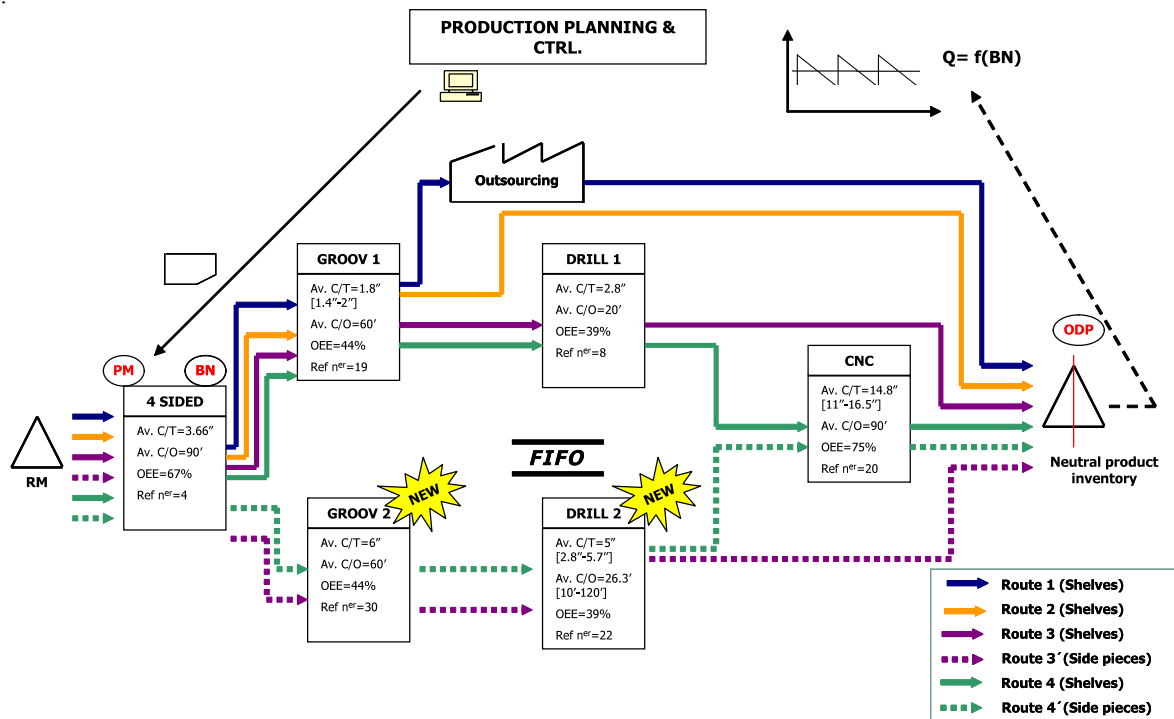 PRODUCTION PLANNING &
CTRL.
Q= f(BN)
Outsourcing
GROOV 1
Av. C/T=1.8”
[1.4”-2”]
Av. C/O=60’
OEE=44%
Ref nᵉʳ=19
DRILL 1
Av. C/T=2.8”
Av. C/O=20’
OEE=39%
Ref nᵉʳ=8
CNC
Av. C/T=14.8”
[11”-16.5”]
Av. C/O=90’
OEE=75%
Ref nᵉʳ=20
ODP
Neutral product
inventory
PM
BN
4 SIDED
Av. C/T=3.66”
Av. C/O=90’
OEE=67%
Ref nᵉʳ=4
RM
FIFO
NEW
GROOV 2
Av. C/T=6”
Av. C/O=60’
OEE=44%
Ref nᵉʳ=30
NEW
DRILL 2
Av. C/T=5”
[2.8”-5.7”]
Av. C/O=26.3’
[10’-120’]
OEE=39%
Ref nᵉʳ=22
Route 1 (Shelves)
Route 2 (Shelves)
Route 3 (Shelves)
Route 3´(Side pieces)
Route 4 (Shelves)
Route 4´(Side pieces)